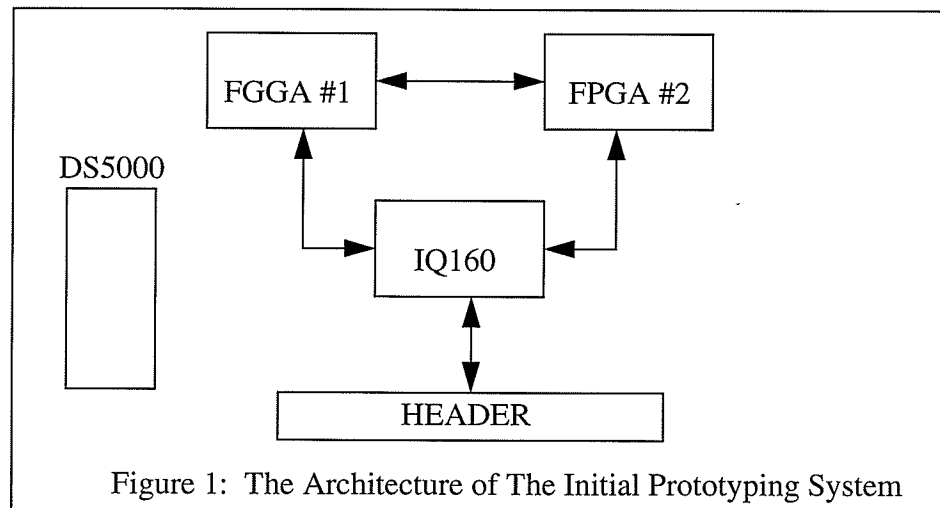 FGGA #1
FPGA #2
DS5000
IQ160
HEADER
Figure 1: The Architecture of The Initial Prototyping System